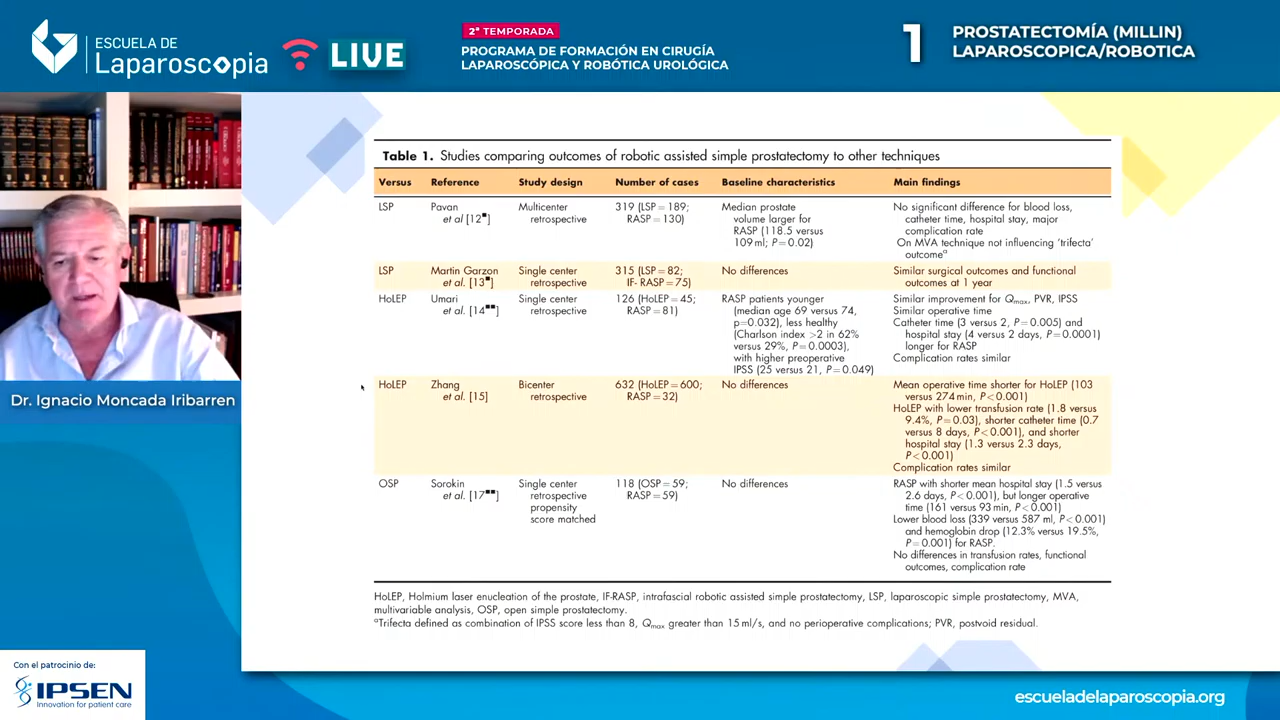 ESCUELA DE
Laparoscopia
LIVE
2ª TEMPORADA
PROGRAMA DE FORMACIÓN EN CIRUGÍA
LAPAROSCÓPICA Y ROBÓTICA UROLÓGICA
1
PROSTATECTOMÍA (MILLIN)
LAPAROSCOPICA/ROBOTICA
Dr. Ignacio Moncada Iribarren
Table 1. Studies comparing outcomes of robotic assisted simple prostatectomy to other techniques
Versus Reference Study design Number of cases Baseline characteristics Main findings
LSP
Pavan
et al [12■]
Multicenter
retrospective
319 (LSP = 189;
RASP = 130)
Median prostate
volume larger for
RASP (118.5 versus
109 ml; P = 0.02)
No significant difference for blood loss,
catheter time, hospital stay, major
complication rate
On MVA technique not influencing 'trifecta'
outcomeᵃ
LSP
Martin Garzon
et al. [13■]
Single center
retrospective
315 (LSP = 82;
IF- RASP = 75)
No differences
Similar surgical outcomes and functional
outcomes at 1 year
HoLEP
Umari
et al. [14■■]
Single center
retrospective
126 (HoLEP = 45;
RASP = 81)
RASP patients younger
(median age 69 versus 74,
p=0.032), less healthy
(Charlson index >2 in 62%
versus 29%, P = 0.0003),
with higher preoperative
IPSS (25 versus 21, P = 0.049)
Similar improvement for Qmax, PVR, IPSS
Similar operative time
Catheter time (3 versus 2, P = 0.005) and
hospital stay (4 versus 2 days, P = 0.0001)
longer for RASP
Complication rates similar
HoLEP
Zhang
et al. [15]
Bicenter
retrospective
632 (HoLEP = 600;
RASP = 32)
No differences
Mean operative time shorter for HoLEP (103
versus 274 min, P < 0.001)
HoLEP with lower transfusion rate (1.8 versus
9.4%, P = 0.03), shorter catheter time (0.7
versus 8 days, P < 0.001), and shorter
hospital stay (1.3 versus 2.3 days,
P < 0.001)
Complication rates similar
OSP
Sorokin
et al. [17■■]
Single center
retrospective
propensity
score matched
118 (OSP = 59;
RASP = 59)
No differences
RASP with shorter mean hospital stay (1.5 versus
2.6 days, P < 0.001), but longer operative
time (161 versus 93 min, P < 0.001)
Lower blood loss (339 versus 587 ml, P < 0.001)
and hemoglobin drop (12.3% versus 19.5%,
P = 0.001) for RASP.
No differences in transfusion rates, functional
outcomes, complication rate
HoLEP, Holmium laser enucleation of the prostate, IF-RASP, intrafascial robotic assisted simple prostatectomy, LSP, laparoscopic simple prostatectomy, MVA,
multivariable analysis, OSP, open simple prostatectomy.
ᵃTrifecta defined as combination of IPSS score less than 8, Qmax greater than 15 ml/s, and no perioperative complications; PVR, postvoid residual.
Con el patrocinio de:
IPSEN
Innovation for patient care
escueladelaparoscopia.org